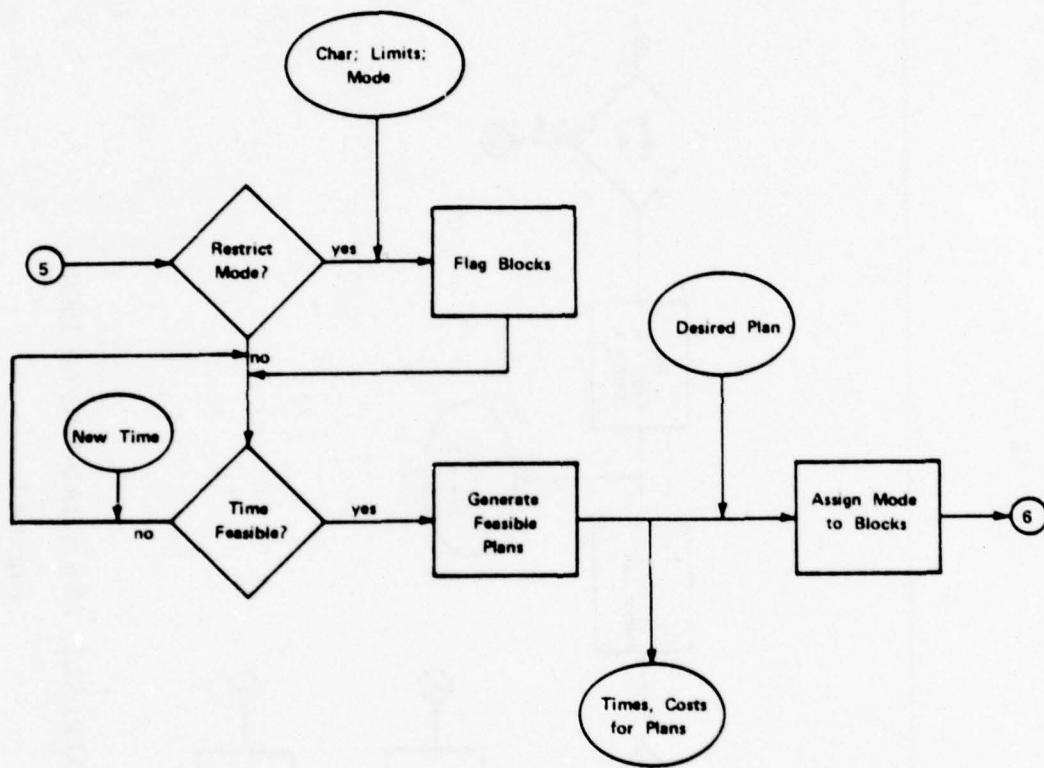 Char; Limits;
Mode
5
Restrict
Mode?
yes
Flag Blocks
no
Desired Plan
New Time
Time
Feasible?
no
yes
Generate
Feasible
Plans
Assign Mode
to Blocks
6
Times, Costs
for Plans